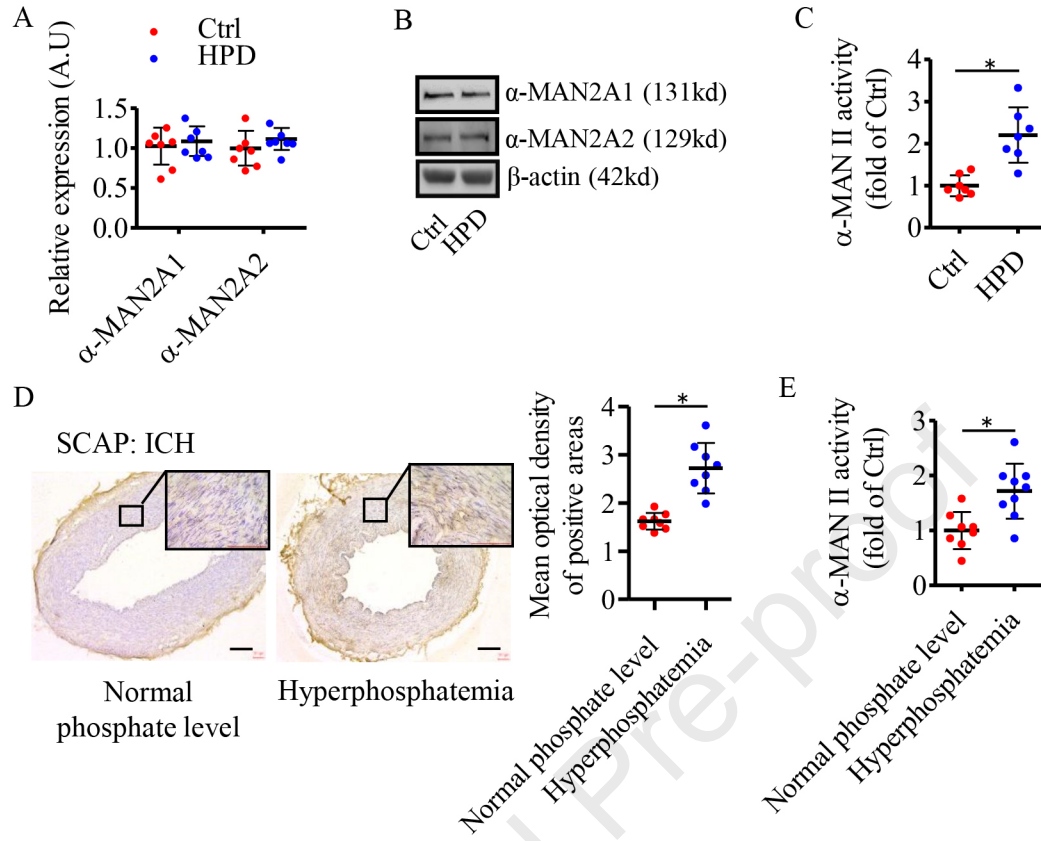 A
Ctrl
HPD
Relative expression (A.U)
1.5
1.0
0.5
0.0
α-MAN2A1
α-MAN2A2
B
α-MAN2A1 (131kd)
α-MAN2A2 (129kd)
β-actin (42kd)
Ctrl
HPD
C
α-MAN II activity
(fold of Ctrl)
4
3
2
1
0
*
Ctrl
HPD
D
SCAP: ICH
Normal
phosphate level
Hyperphosphatemia
Mean optical density
of positive areas
4
3
2
1
0
*
Normal phosphate level
Hyperphosphatemia
E
α-MAN II activity
(fold of Ctrl)
3
2
1
0
*
Normal phosphate level
Hyperphosphatemia
l Pre-proof